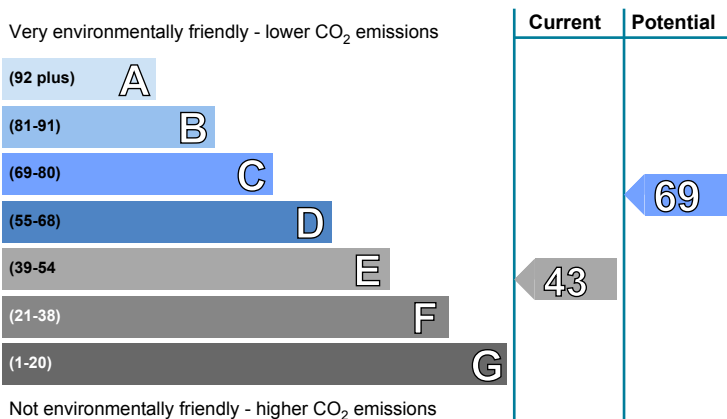 Very environmentally friendly - lower CO2 emissions
Current
Potential
(92 plus) A
(81-91) B
(69-80) C
69
(55-68) D
(39-54 E
43
(21-38) F
(1-20) G
Not environmentally friendly - higher CO2 emissions